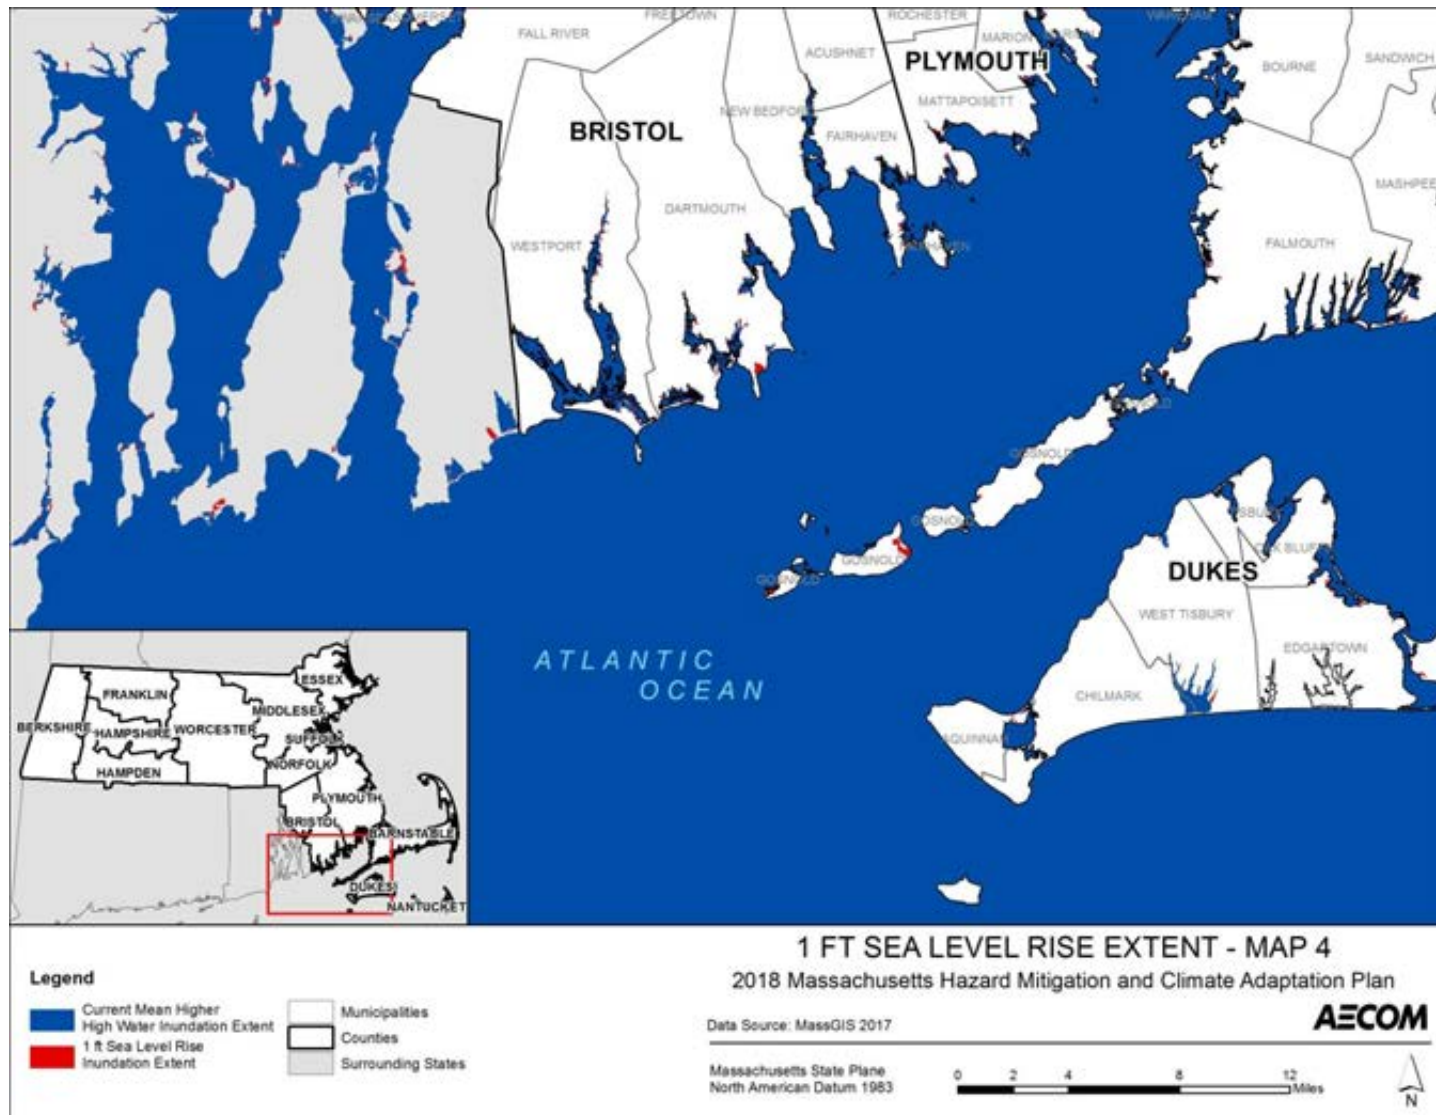 FREETOWN
ROCHESTER
FALL RIVER
ACUSHNET
MARION
PLYMOUTH
BOURNE
SANDWICH
MATTAPOISETT
NEW BEDFORD
BRISTOL
FAIRHAVEN
MASHPEE
DARTMOUTH
WESTPORT
FALMOUTH
GOSNOLD
GOSNOLD
GOSNOLD
GOSNOLD
DUKES
WEST TISBURY
EDGARTOWN
CHILMARK
ATLANTIC
OCEAN
ESSEX
FRANKLIN
MIDDLESEX
BERKSHIRE
HAMPSHIRE
WORCESTER
SUFFOLK
NORFOLK
HAMPDEN
PLYMOUTH
BRISTOL
BARNSTABLE
DUKES
NANTUCKET
1 FT SEA LEVEL RISE EXTENT - MAP 4
2018 Massachusetts Hazard Mitigation and Climate Adaptation Plan
Legend
Current Mean Higher
High Water Inundation Extent
1 ft Sea Level Rise
Inundation Extent
Municipalities
Counties
Surrounding States
Data Source: MassGIS 2017
AECOM
Massachusetts State Plane
North American Datum 1983
0 2 4 8 12
Miles
N